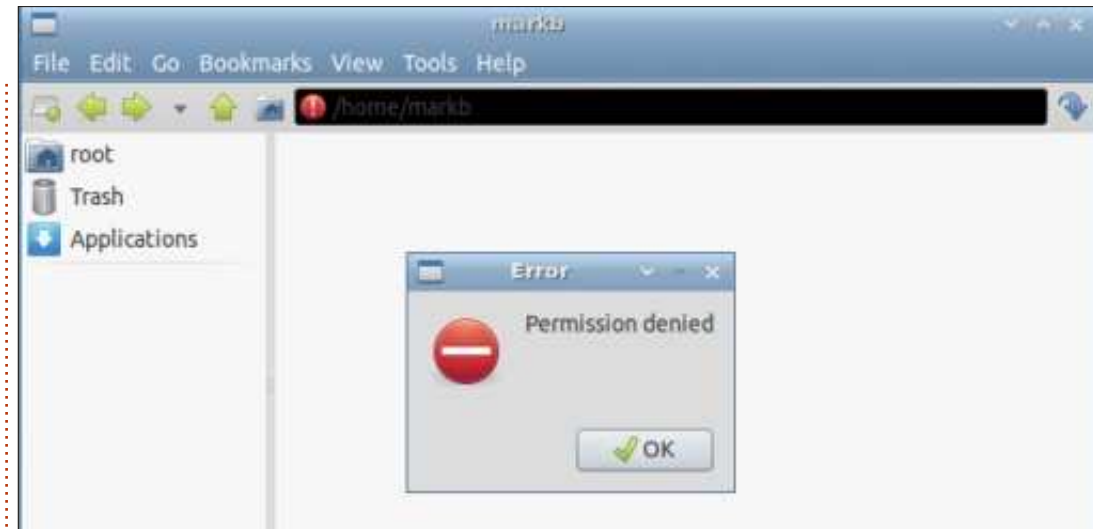 markb
File Edit Go Bookmarks View Tools Help
/home/markb
root
Trash
Applications
Error
Permission denied
OK